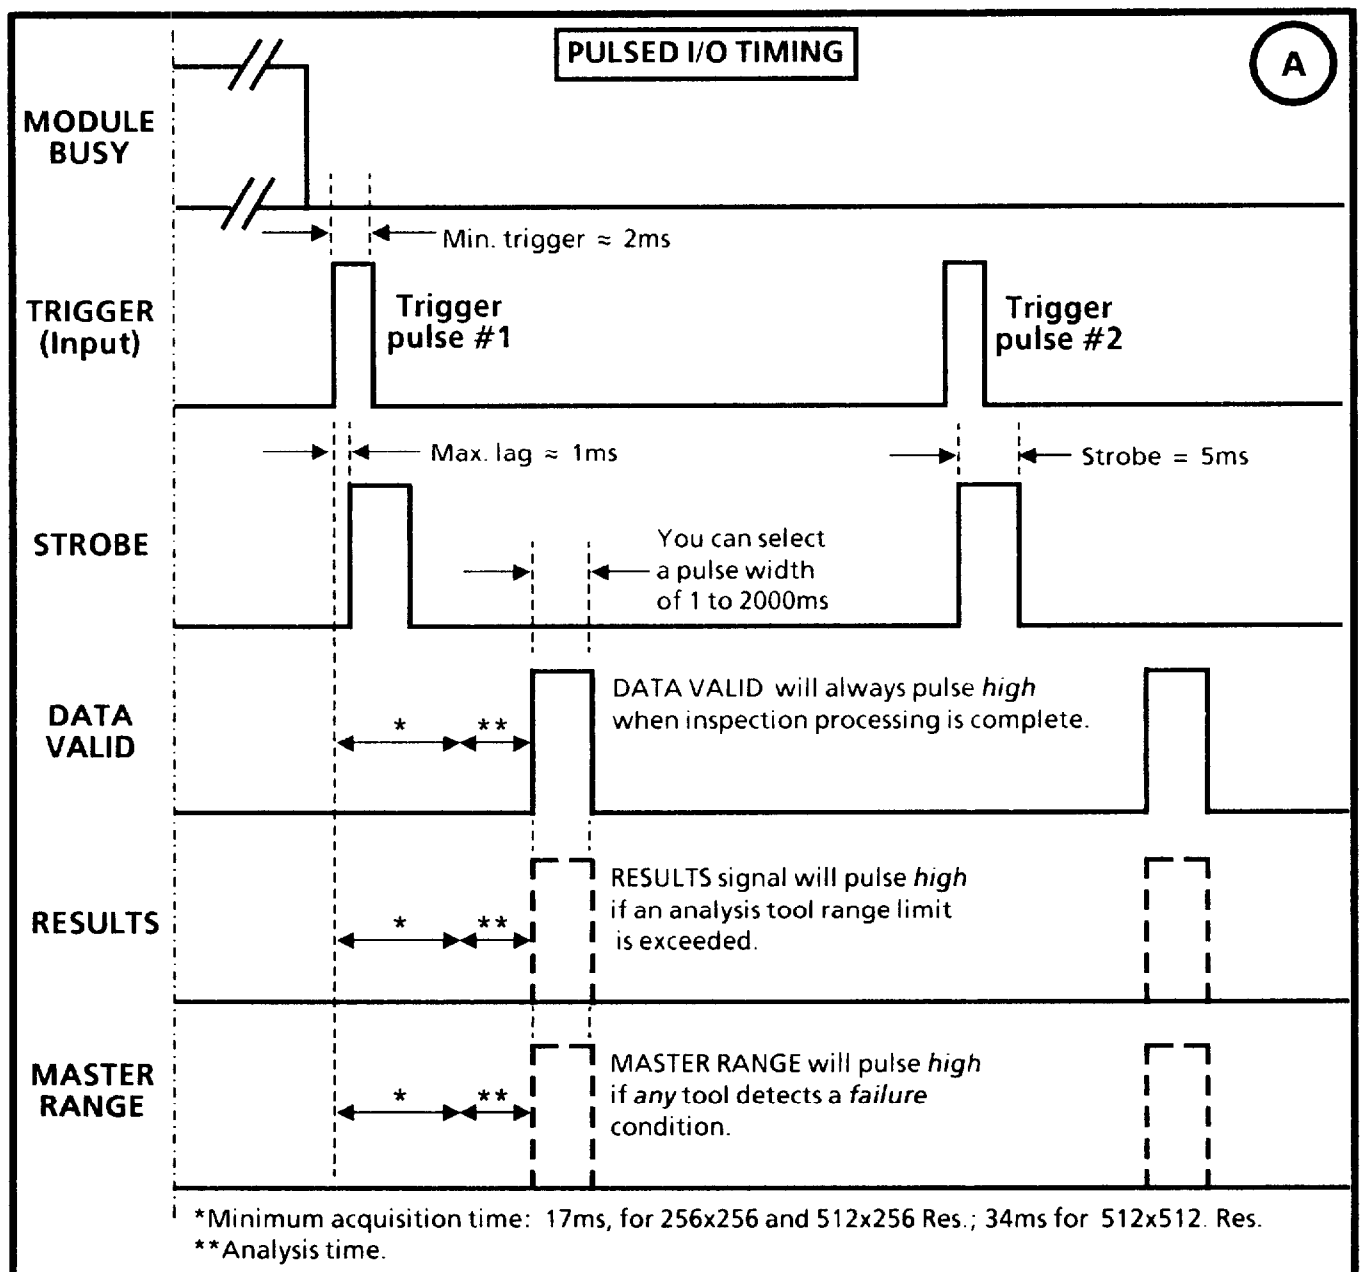 PULSED I/O TIMING
A
MODULE
BUSY
Min. trigger ≈ 2ms
TRIGGER
(Input)
Trigger
pulse #1
Trigger
pulse #2
Max. lag ≈ 1ms
Strobe = 5ms
STROBE
You can select
a pulse width
of 1 to 2000ms
DATA
VALID
* **
DATA VALID will always pulse high
when inspection processing is complete.
RESULTS
* **
RESULTS signal will pulse high
if an analysis tool range limit
is exceeded.
MASTER
RANGE
* **
MASTER RANGE will pulse high
if any tool detects a failure
condition.
*Minimum acquisition time: 17ms, for 256x256 and 512x256 Res.; 34ms for 512x512. Res.
**Analysis time.